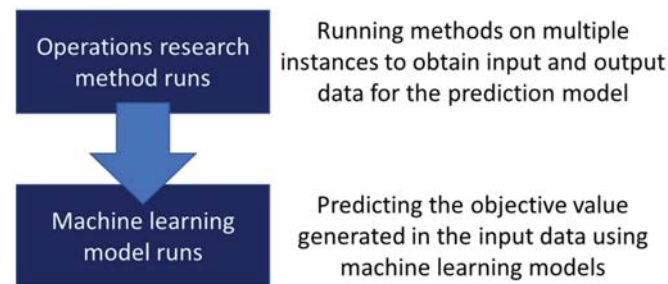 Operations research
method runs
Running methods on multiple
instances to obtain input and output
data for the prediction model
Machine learning
model runs
Predicting the objective value
generated in the input data using
machine learning models